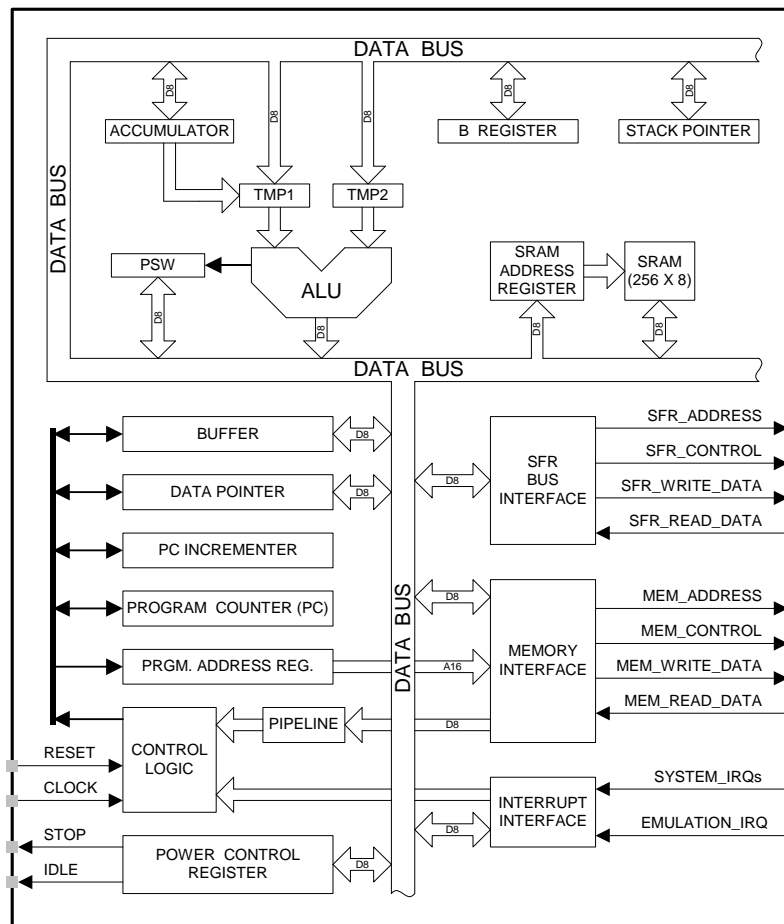 DATA BUS
D8
D8
D8
D8
D8
ACCUMULATOR
B REGISTER
STACK POINTER
DATA BUS
TMP1
TMP2
PSW
ALU
SRAM
ADDRESS
REGISTER
SRAM
(256 X 8)
D8
D8
D8
D8
DATA BUS
BUFFER
D8
SFR
BUS
INTERFACE
SFR_ADDRESS
SFR_CONTROL
SFR_WRITE_DATA
SFR_READ_DATA
DATA POINTER
D8
D8
PC INCREMENTER
PROGRAM COUNTER (PC)
D8
DATA BUS
MEMORY
INTERFACE
MEM_ADDRESS
MEM_CONTROL
MEM_WRITE_DATA
MEM_READ_DATA
PRGM. ADDRESS REG.
A16
CONTROL
LOGIC
PIPELINE
D8
RESET
CLOCK
INTERRUPT
INTERFACE
SYSTEM_IRQs
EMULATION_IRQ
D8
STOP
IDLE
POWER CONTROL
REGISTER
D8